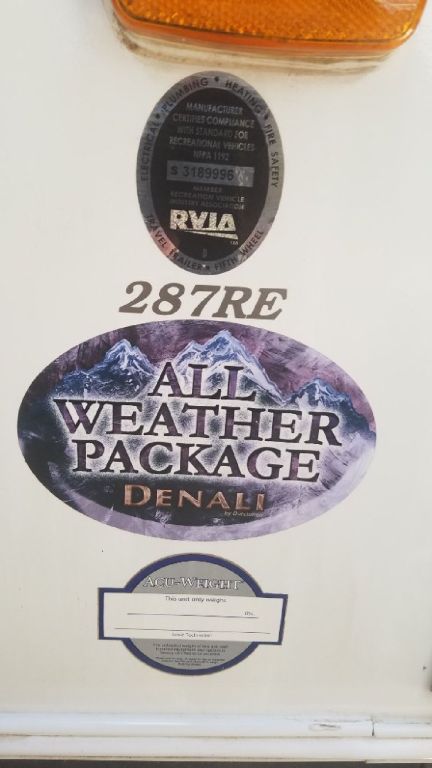 ELECTRICAL • PLUMBING • HEATING • FIRE SAFETY
MANUFACTURER
CERTIFIES COMPLIANCE
WITH STANDARD FOR
RECREATIONAL VEHICLES
NFPA 1192
S 3189996
MEMBER
RECREATION VEHICLE
INDUSTRY ASSOCIATION
RVIA
TRAVEL TRAILER • FIFTH WHEEL
287RE
ALL
WEATHER
PACKAGE
DENALI
by Dutchmen
ACU-WEIGHT
This unit only weighs
lbs.